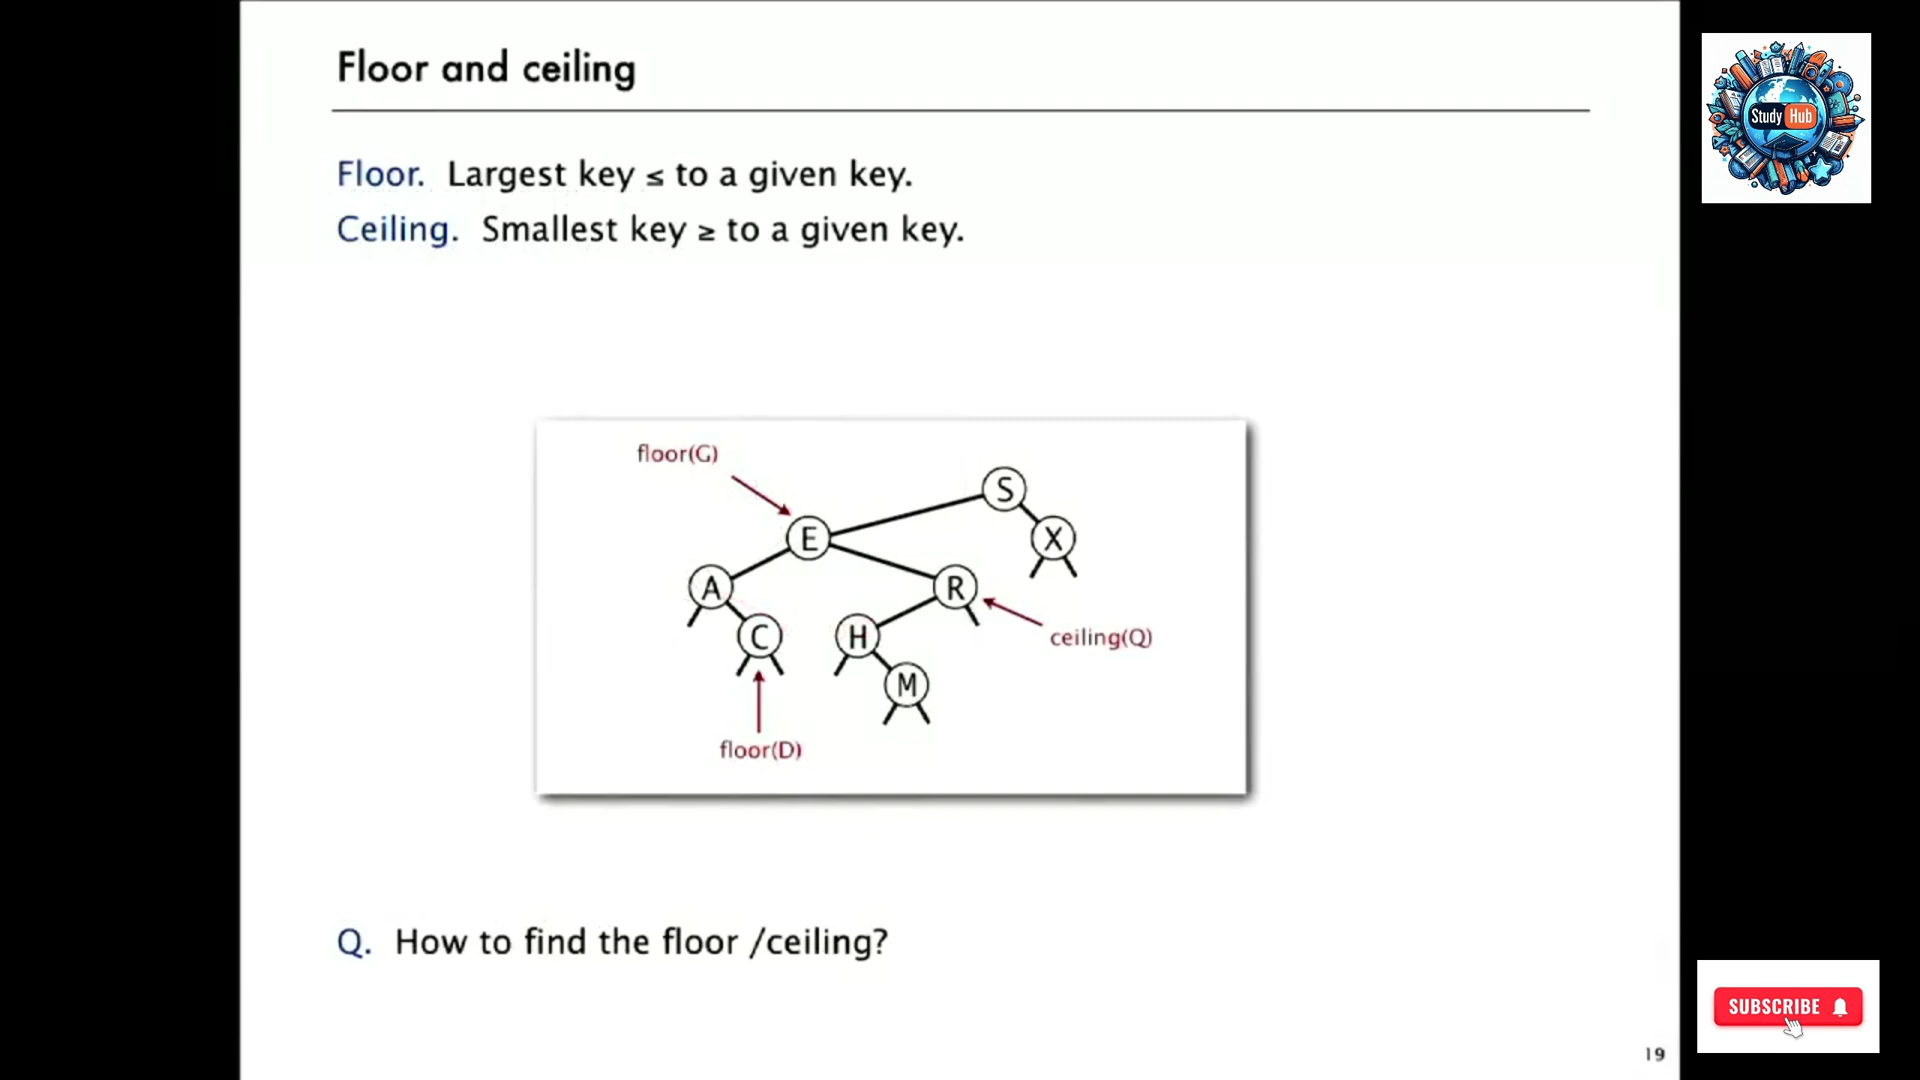 Floor and ceiling
Study Hub
Floor. Largest key ≤ to a given key.
Ceiling. Smallest key ≥ to a given key.
floor(G)
S
E
X
A
R
C
H
ceiling(Q)
M
floor(D)
Q. How to find the floor /ceiling?
SUBSCRIBE
19